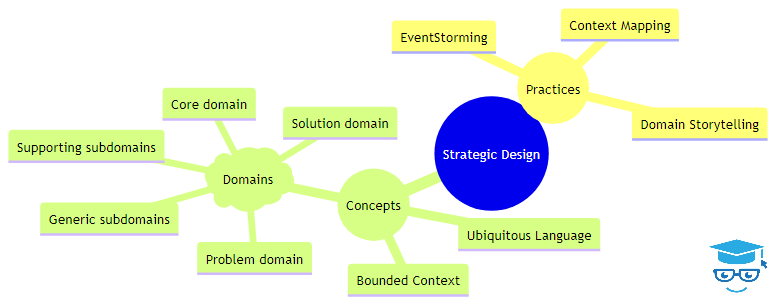 Context Mapping
EventStorming
Practices
Core domain
Solution domain
Domain Storytelling
Supporting subdomains
Strategic Design
Domains
Concepts
Generic subdomains
Ubiquitous Language
Problem domain
Bounded Context